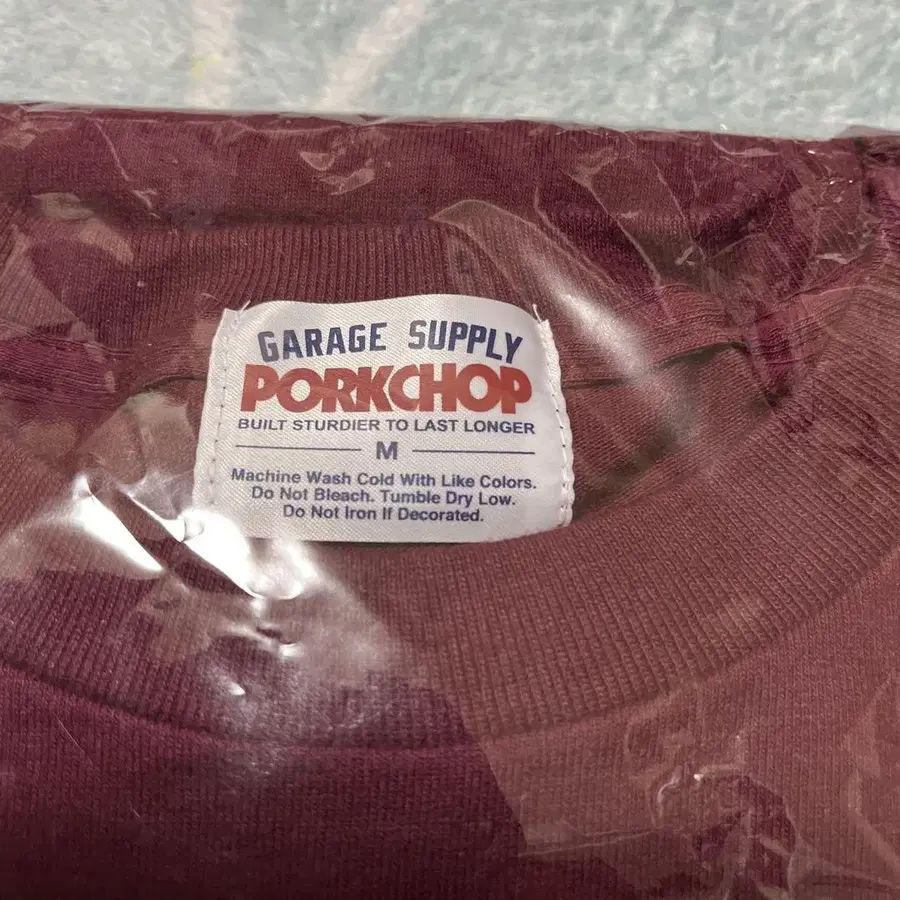 GARAGE SUPPLY
PORKCHOP
BUILT STURDIER TO LAST LONGER
M
Machine Wash Cold With Like Colors.
Do Not Bleach. Tumble Dry Low.
Do Not Iron If Decorated.